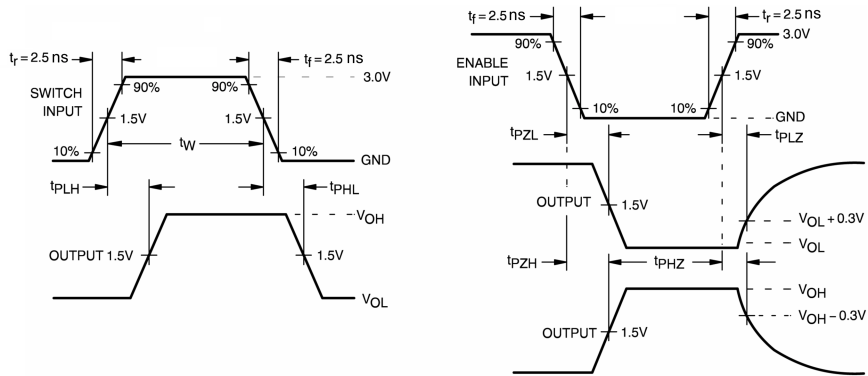 tr = 2.5 ns
tf = 2.5 ns
SWITCH
INPUT
90%
90%
3.0V
1.5V
1.5V
tW
10%
10%
GND
tPLH
tPHL
VOH
OUTPUT 1.5V
1.5V
VOL
tf = 2.5 ns
tr = 2.5 ns
3.0V
90%
90%
ENABLE
INPUT
1.5V
1.5V
10%
10%
GND
tPZL
tPLZ
OUTPUT
1.5V
VOL + 0.3V
VOL
tPZH
tPHZ
VOH
VOH – 0.3V
OUTPUT
1.5V